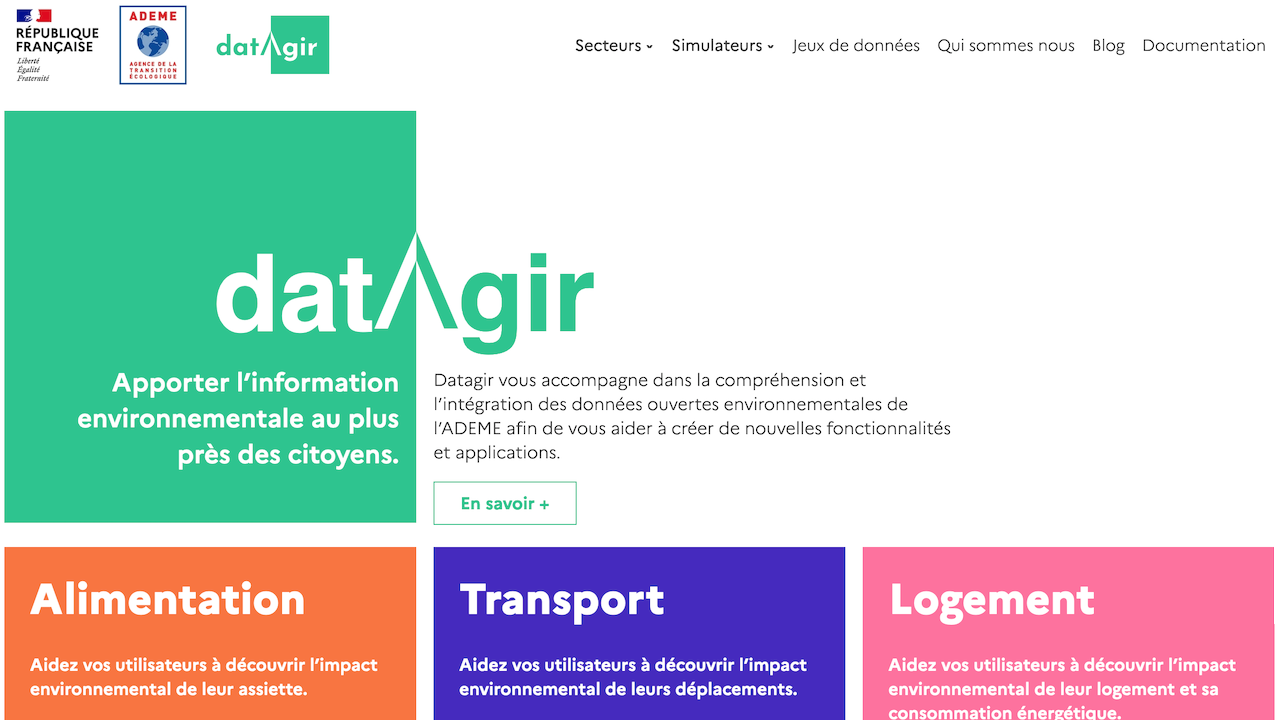 RÉPUBLIQUE
FRANÇAISE
Liberté
Égalité
Fraternité
ADEME
AGENCE DE LA
TRANSITION
ÉCOLOGIQUE
datAgir
Secteurs
Simulateurs
Jeux de données
Qui sommes nous
Blog
Documentation
datAgir
Apporter l’information
environnementale au plus
près des citoyens.
Datagir vous accompagne dans la compréhension et
l’intégration des données ouvertes environnementales de
l’ADEME afin de vous aider à créer de nouvelles fonctionnalités
et applications.
En savoir +
Alimentation
Aidez vos utilisateurs à découvrir l’impact
environnemental de leur assiette.
Transport
Aidez vos utilisateurs à découvrir l’impact
environnemental de leurs déplacements.
Logement
Aidez vos utilisateurs à découvrir l’impact
environnemental de leur logement et sa
consommation énergétique.